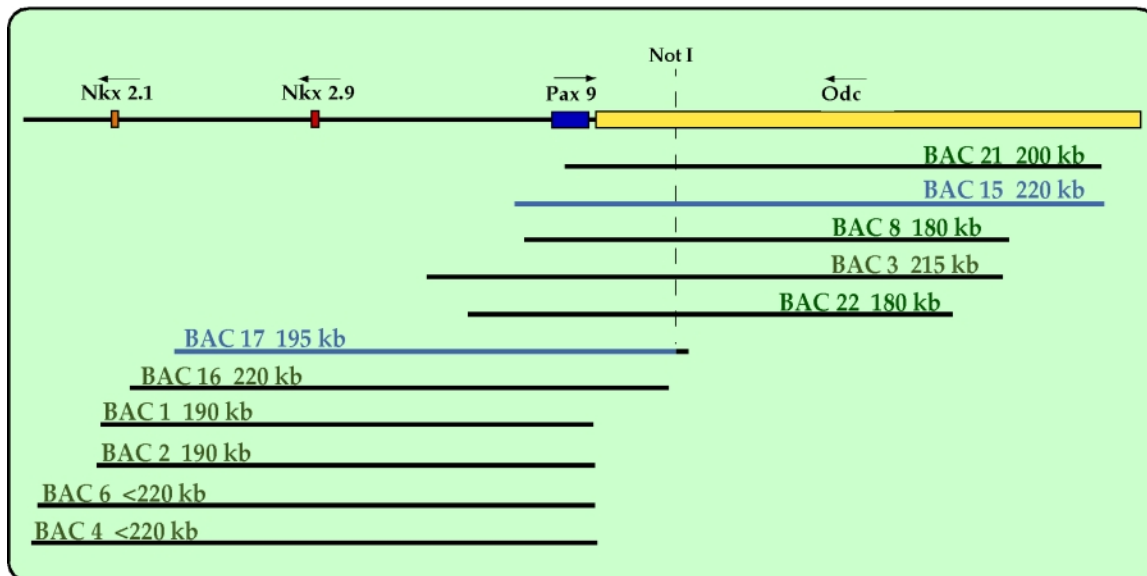 Not I
Nkx 2.1 Nkx 2.9 Pax 9 Odc
BAC 21 200 kb
BAC 15 220 kb
BAC 8 180 kb
BAC 3 215 kb
BAC 22 180 kb
BAC 17 195 kb
BAC 16 220 kb
BAC 1 190 kb
BAC 2 190 kb
BAC 6 <220 kb
BAC 4 <220 kb